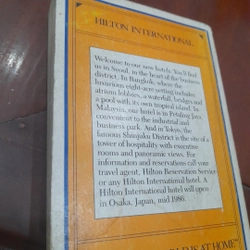 HILTON INTERNATIONAL
Welcome to our new hotels. You'll find
us in Seoul, in the heart of the business
district. In Bangkok, where the
luxurious eight-acre setting includes
atrium lobbies, a waterfall, bridges and
a pool with its own tropical island. In
Malaysia, our hotel is in Petaling Jaya,
convenient to the industrial and
business park. And in Tokyo, the
famous Shinjuku District is the site of a
tower of hospitality with executive
rooms and panoramic views. For
information and reservations call your
travel agent, Hilton Reservation Service
or any Hilton International hotel. A
Hilton International hotel will open
in Osaka, Japan, mid 1986.
AT HOME"